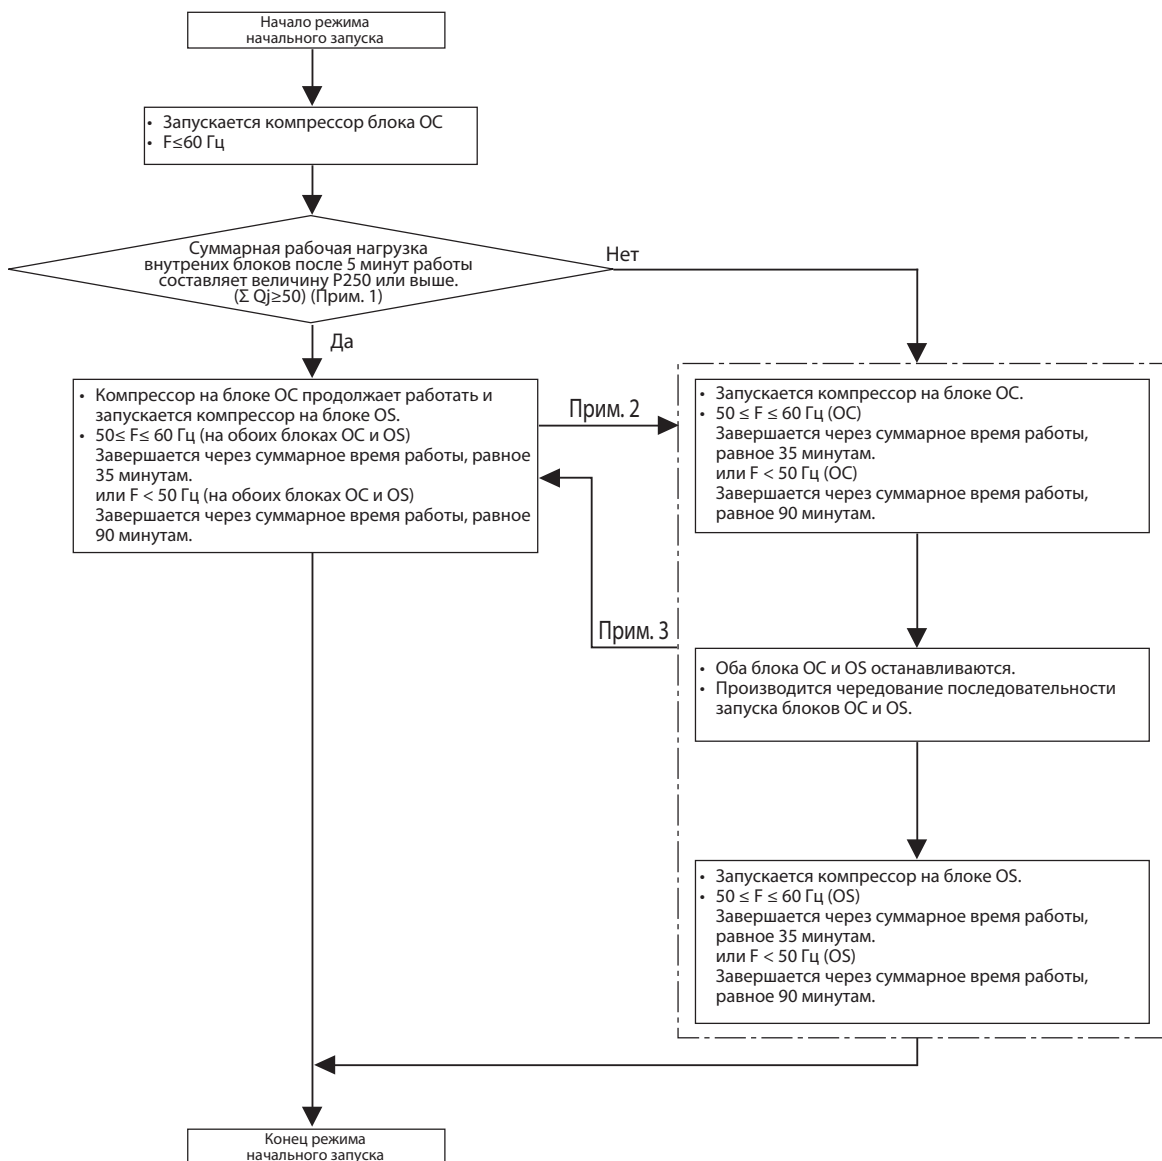 Начало режима
начального запуска
• Запускается компрессор блока OC
• F≤60 Гц
Суммарная рабочая нагрузка
внутрених блоков после 5 минут работы
составляет величину P250 или выше.
(Σ Qj≥50) (Прим. 1)
Нет
Да
• Компрессор на блоке OC продолжает работать и
запускается компрессор на блоке OS.
• 50≤ F≤ 60 Гц (на обоих блоках OC и OS)
Завершается через суммарное время работы, равное
35 минутам.
или F < 50 Гц (на обоих блоках OC и OS)
Завершается через суммарное время работы, равное
90 минутам.
Прим. 2
Прим. 3
• Запускается компрессор на блоке OC.
• 50 ≤ F ≤ 60 Гц (OC)
Завершается через суммарное время работы,
равное 35 минутам.
или F < 50 Гц (OC)
Завершается через суммарное время работы,
равное 90 минутам.
• Оба блока OC и OS останавливаются.
• Производится чередование последовательности
запуска блоков OC и OS.
• Запускается компрессор на блоке OS.
• 50 ≤ F ≤ 60 Гц (OS)
Завершается через суммарное время работы,
равное 35 минутам.
или F < 50 Гц (OS)
Завершается через суммарное время работы,
равное 90 минутам.
Конец режима
начального запуска